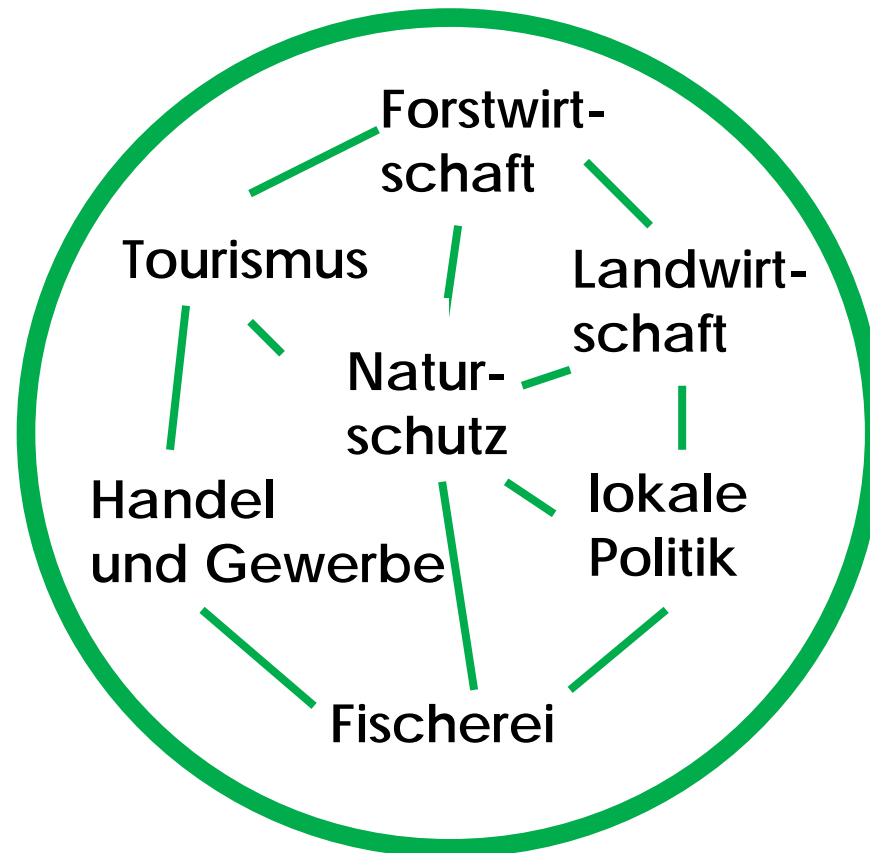 Forstwirt-
schaft
Tourismus
Landwirt-
schaft
Natur-
schutz
Handel
und Gewerbe
lokale
Politik
Fischerei